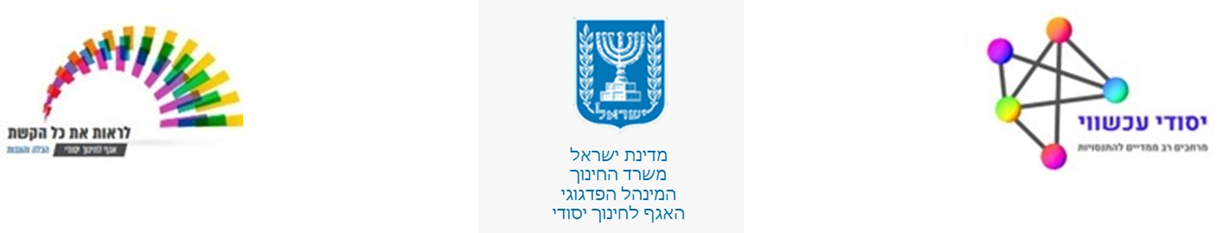 יסודי עכשווי
מרחבים רב ממדיים להתנסויות
ישראל
מדינת ישראל
משרד החינוך
המינהל הפדגוגי
האגף לחינוך יסודי
לראות את כל הקשת
אגף לחינוך יסודי